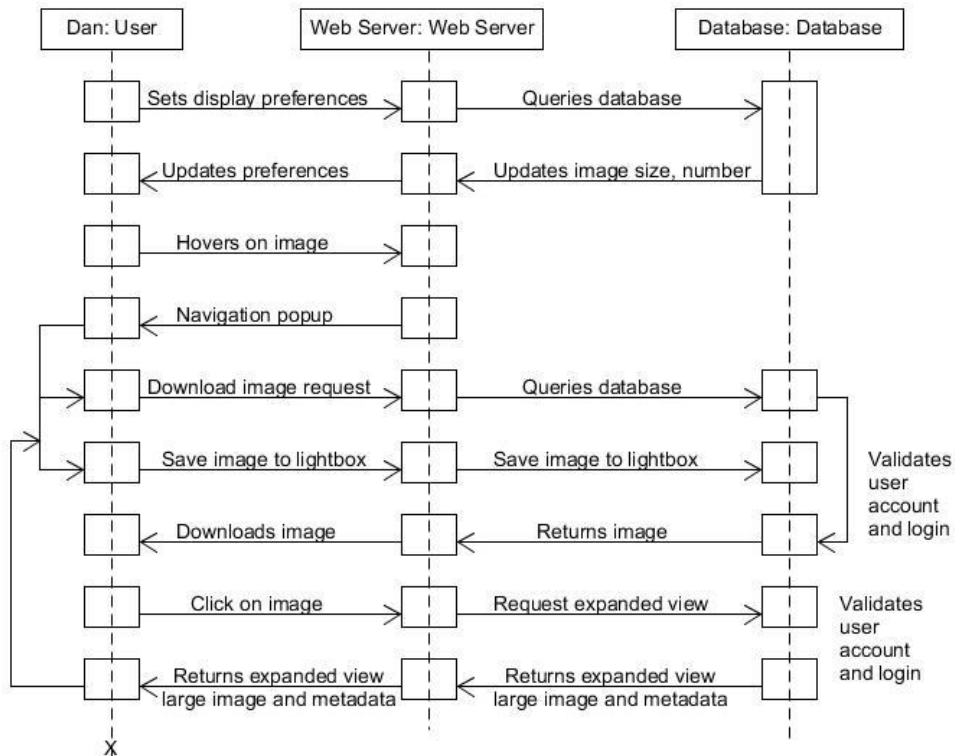 Dan: User
Web Server: Web Server
Database: Database
Sets display preferences
Queries database
Updates preferences
Updates image size, number
Hovers on image
Navigation popup
Download image request
Queries database
Save image to lightbox
Save image to lightbox
Validates
user
account
and login
Downloads image
Returns image
Click on image
Request expanded view
Validates
user
account
and login
Returns expanded view
large image and metadata
Returns expanded view
large image and metadata
X